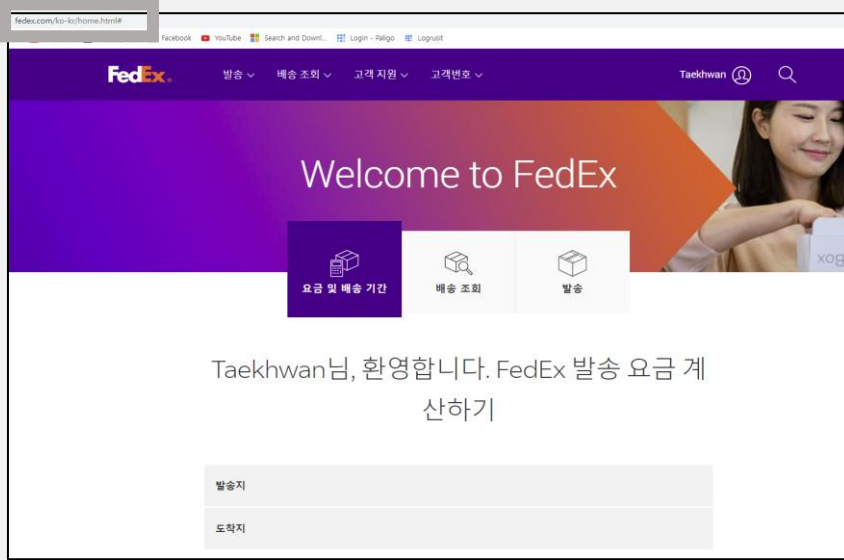 fedex.com/ko-kr/home.html#
Facebook YouTube Search and Downl... Login - Paligo Logrusit
FedEx® 발송 배송 조회 고객 지원 고객번호 Taekhwan
Welcome to FedEx
Box
요금 및 배송 기간 배송 조회 발송
Taekhwan님, 환영합니다. FedEx 발송 요금 계
산하기
발송지
도착지